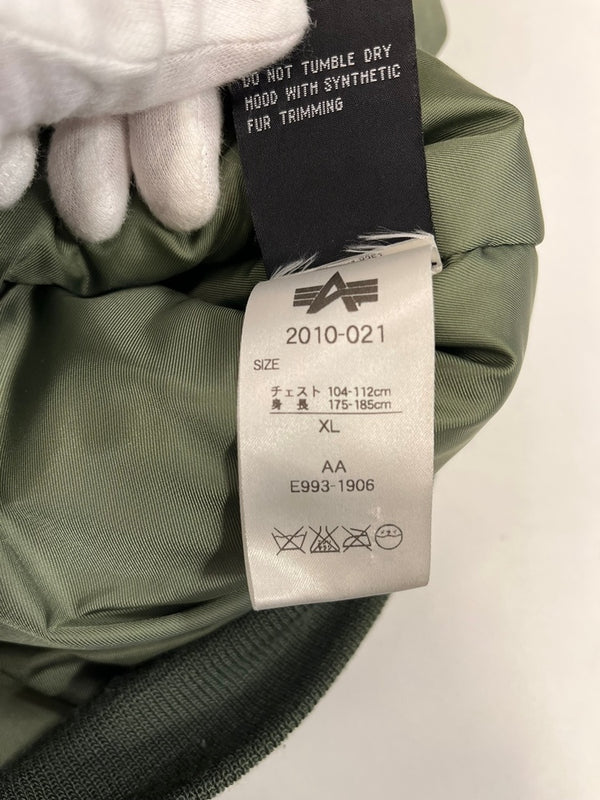 DO NOT TUMBLE DRY
HOOD WITH SYNTHETIC
FUR TRIMMING
2010-021
SIZE
チェスト 104-112cm
身長 175-185cm
XL
AA
E993-1906